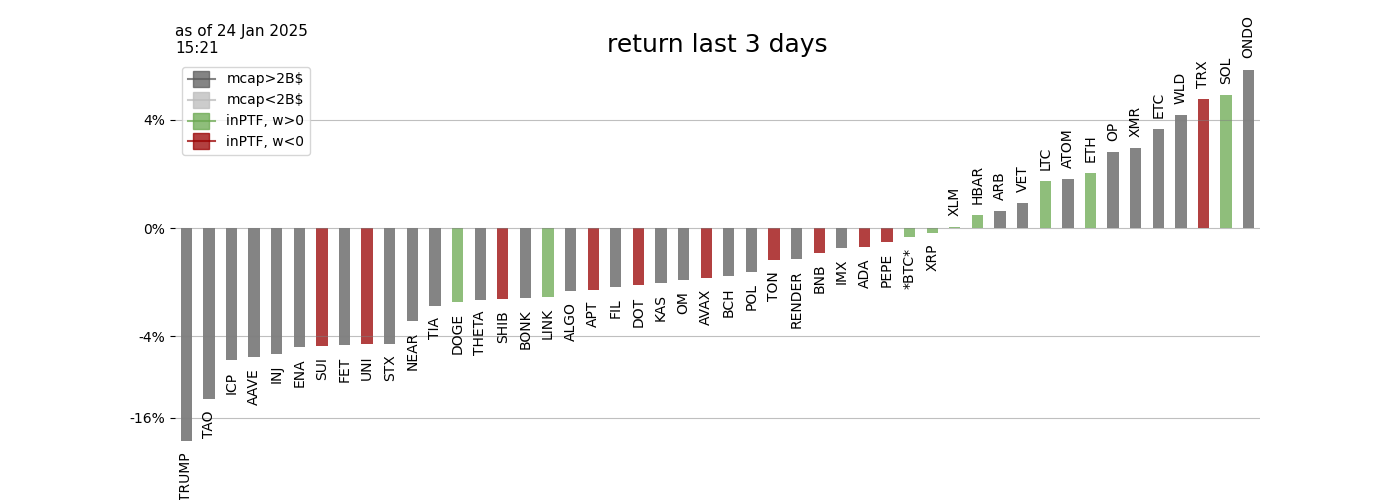 as of 24 Jan 2025
15:21
return last 3 days
mcap>2B$
mcap<2B$
inPTF, w>0
inPTF, w<0
4%
0%
-4%
-16%
TRUMP
TAO
ICP
AAVE
INJ
ENA
SUI
FET
UNI
STX
NEAR
TIA
DOGE
THETA
SHIB
BONK
LINK
ALGO
APT
FIL
DOT
KAS
OM
AVAX
BCH
POL
TON
RENDER
BNB
IMX
ADA
PEPE
*BTC*
XRP
XLM
HBAR
ARB
VET
LTC
ATOM
ETH
OP
XMR
ETC
WLD
TRX
SOL
ONDO